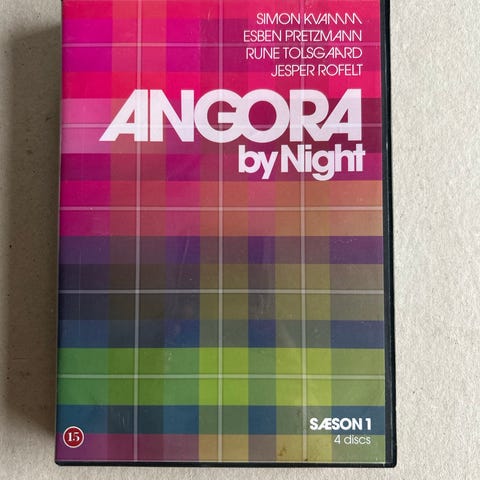 SIMON KVAMM
ESBEN PRETZMANN
RUNE TOLSGAARD
JESPER ROFELT
ANGORA
by Night
SÆSON 1
4 discs
15